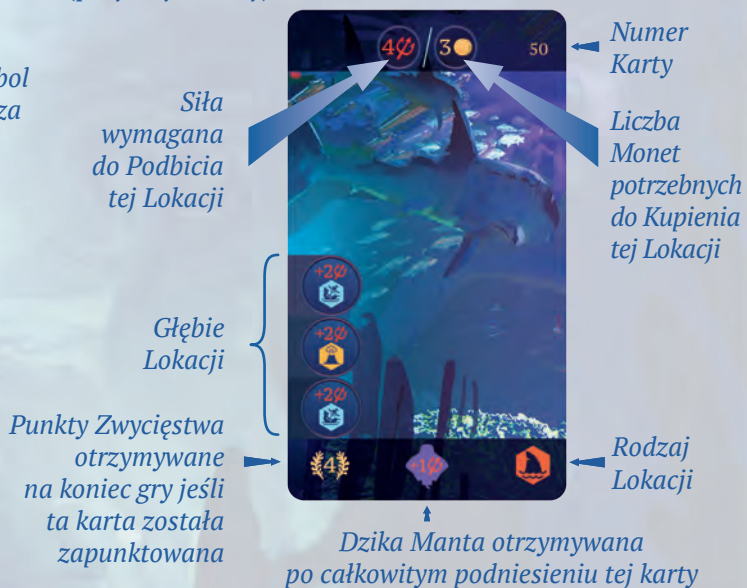 4 / 3 50
Numer
Karty
Siła
wymagana
do Podbicia
tej Lokacji
Liczba
Monet
potrzebnych
do Kupienia
tej Lokacji
+2
+2
+2
Głębie
Lokacji
Punkty Zwycięstwa
otrzymywane
na koniec gry jeśli
ta karta została
zapunktowana
4 +1
Rodzaj
Lokacji
Dzika Manta otrzymywana
po całkowitym podniesieniu tej karty